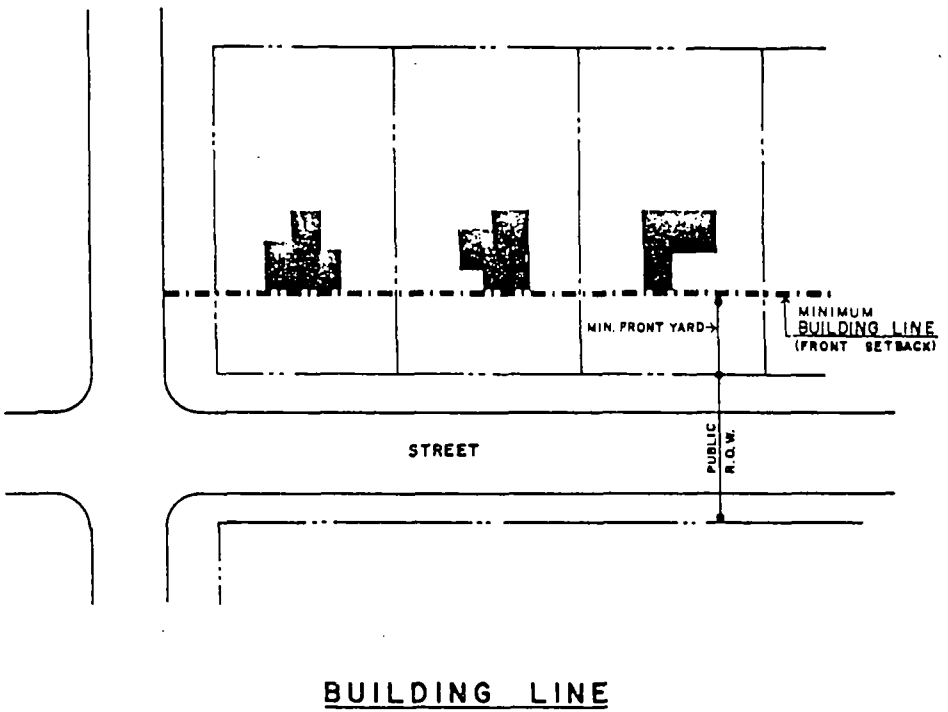 MINIMUM
BUILDING LINE
(FRONT SETBACK)
MIN. FRONT YARD
STREET
PUBLIC
R.O.W.
BUILDING LINE